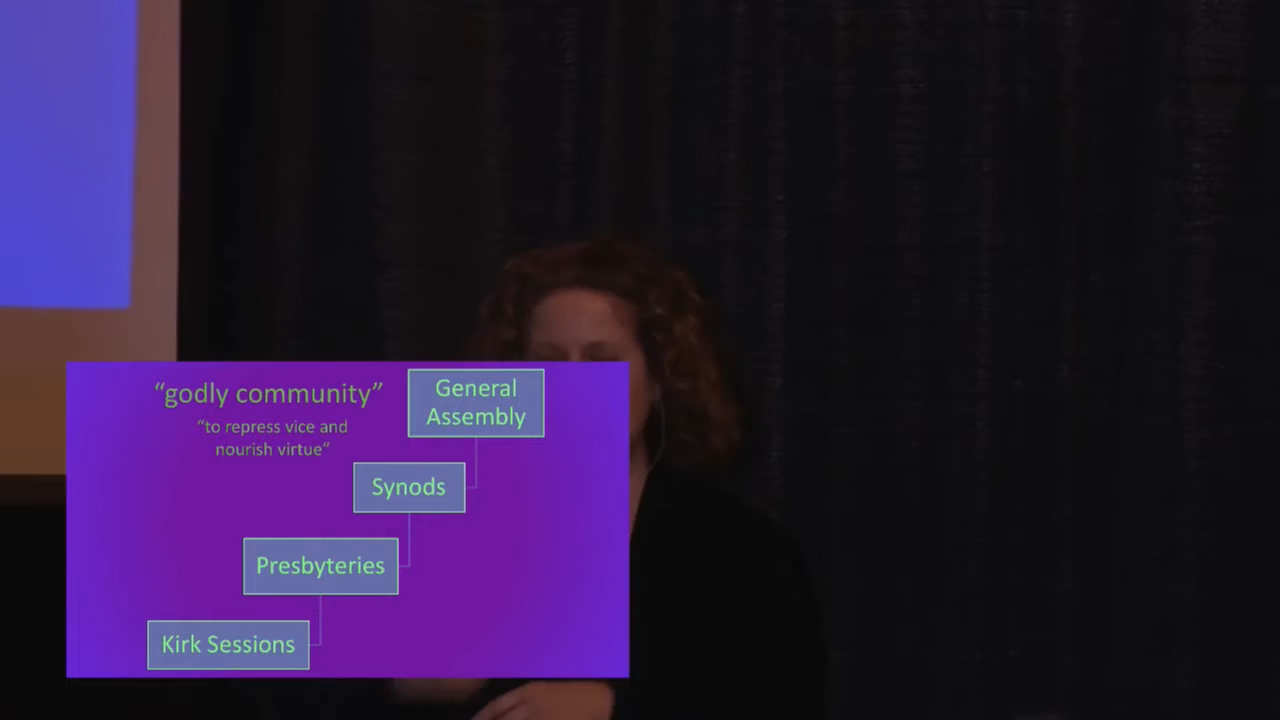 “godly community”
“to repress vice and
nourish virtue”
General
Assembly
Synods
Presbyteries
Kirk Sessions